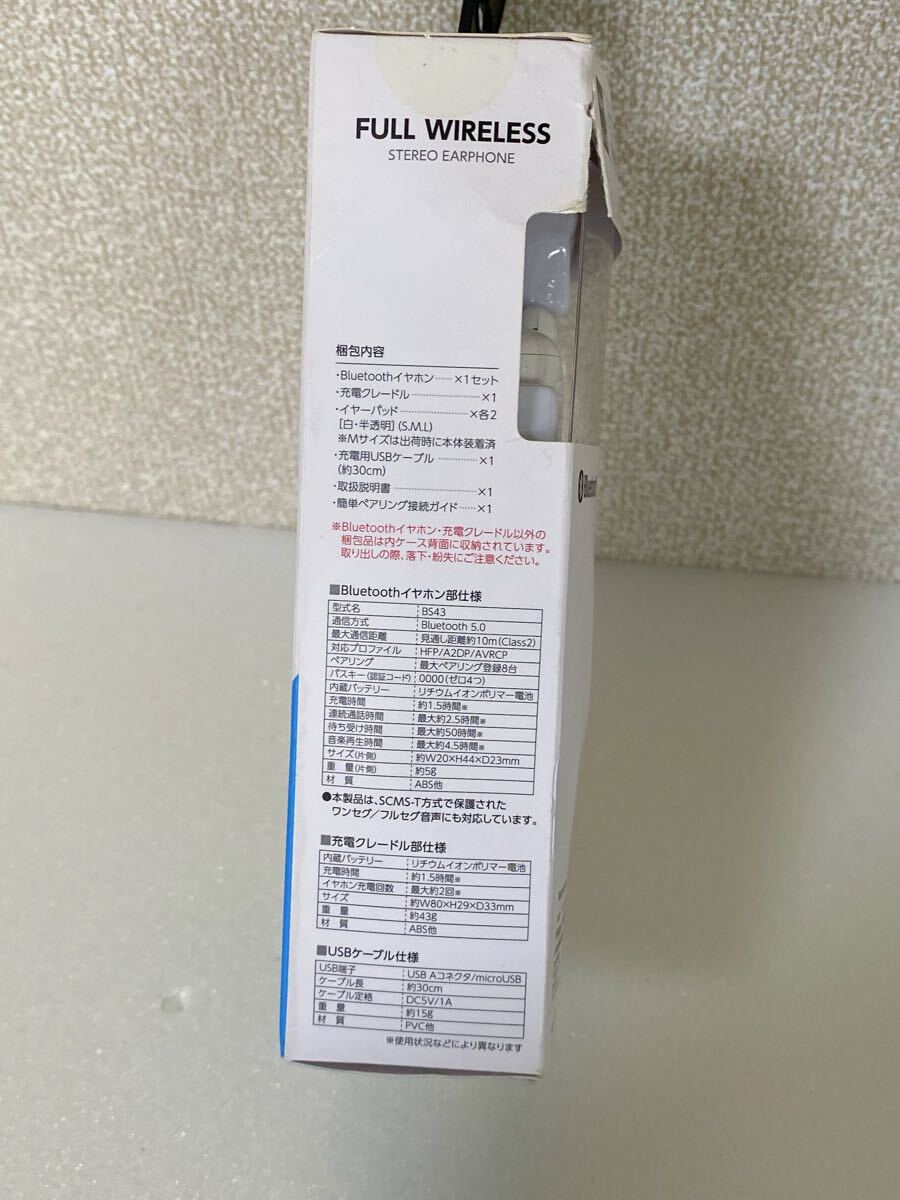 FULL WIRELESS
STEREO EARPHONE
梱包内容
・Bluetoothイヤホン……×1セット
・充電クレードル……………………×1
・イヤーパッド……………………×各2
［白・半透明］(S.M.L)
※Mサイズは出荷時に本体装着済
・充電用USBケーブル…………×1
(約30cm)
・取扱説明書………………………×1
・簡単ペアリング接続ガイド……×1
※Bluetoothイヤホン・充電クレードル以外の
梱包品は内ケース背面に収納されています。
取り出しの際、落下・紛失にご注意ください。
■Bluetoothイヤホン部仕様
型式名 BS43
通信方式 Bluetooth 5.0
最大通信距離 見通し距離約10m(Class2)
対応プロファイル HFP/A2DP/AVRCP
ペアリング 最大ペアリング登録8台
パスキー(認証コード) 0000(ゼロ4つ)
内蔵バッテリー リチウムイオンポリマー電池
充電時間 約1.5時間※
連続通話時間 最大約2.5時間※
待ち受け時間 最大約50時間※
音楽再生時間 最大約4.5時間※
サイズ(片側) 約W20×H44×D23mm
重 量(片側) 約5g
材 質 ABS他
●本製品は、SCMS-T方式で保護された
ワンセグ/フルセグ音声にも対応しています。
■充電クレードル部仕様
内蔵バッテリー リチウムイオンポリマー電池
充電時間 約1.5時間※
イヤホン充電回数 最大約2回※
サイズ 約W80×H29×D33mm
重 量 約43g
材 質 ABS他
■USBケーブル仕様
USB端子 USB Aコネクタ/microUSB
ケーブル長 約30cm
ケーブル定格 DC5V/1A
重 量 約15g
材 質 PVC他
※使用状況などにより異なります